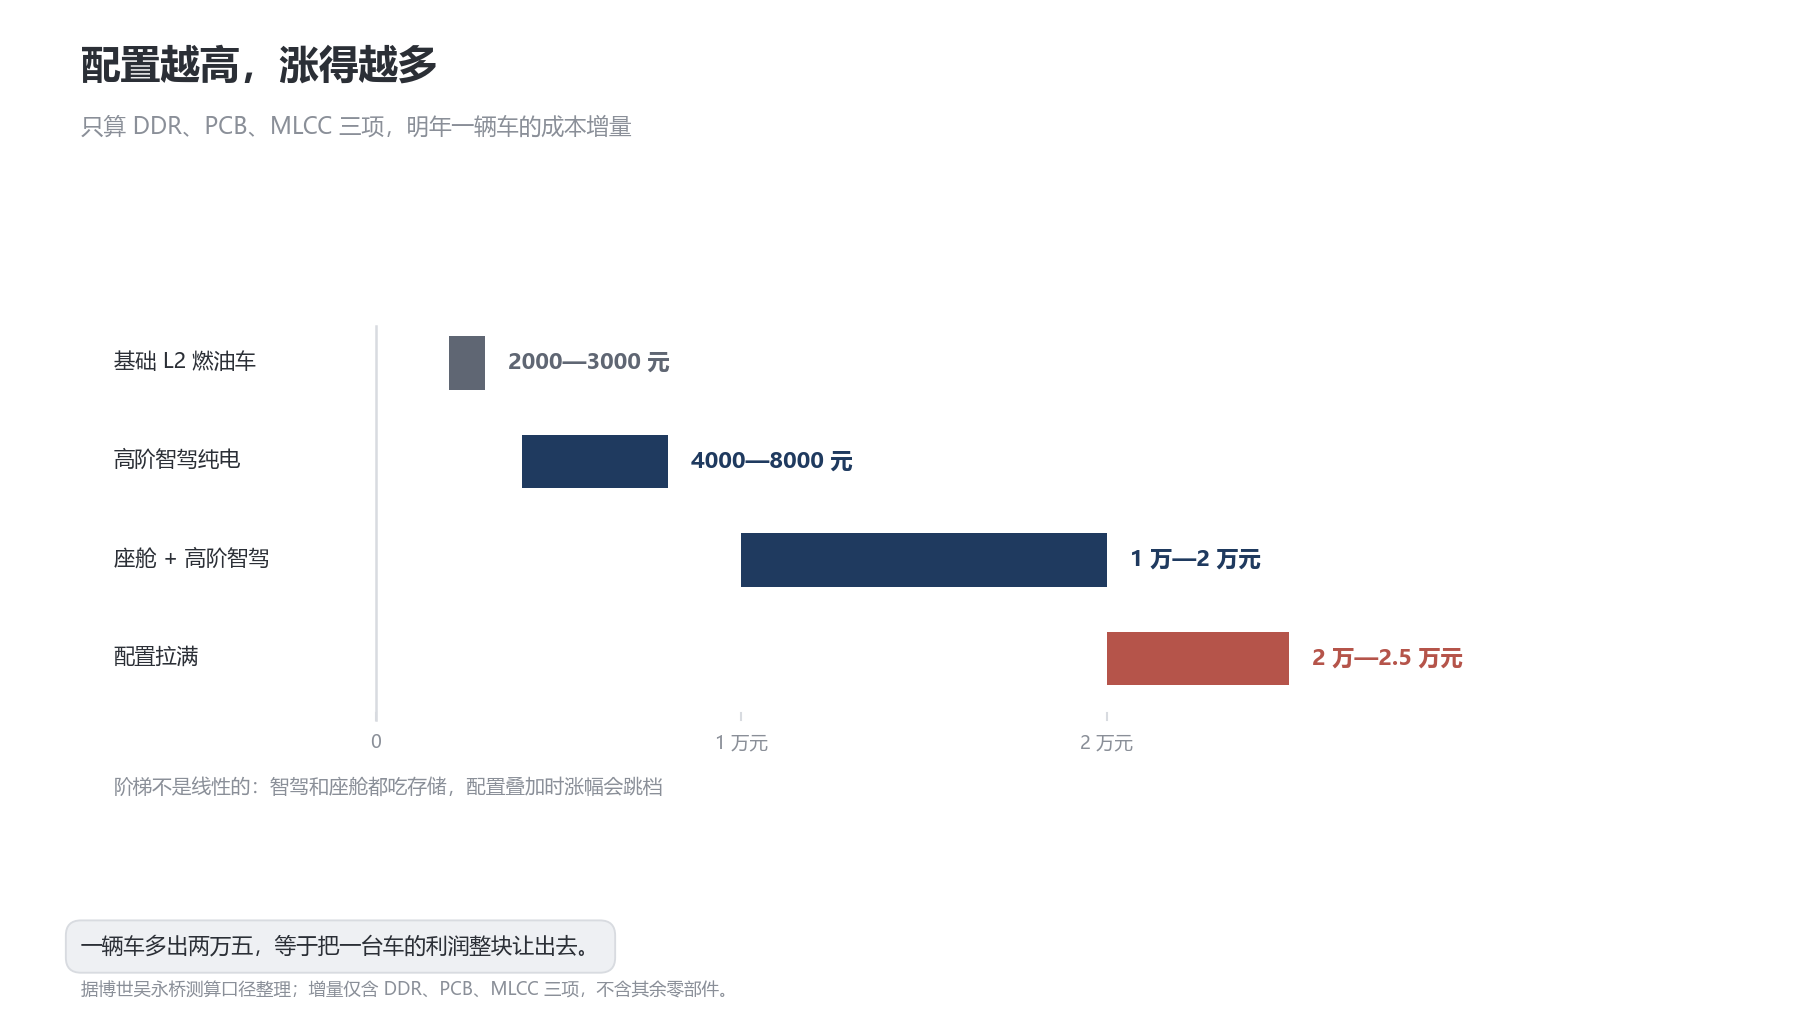 配置越高，涨得越多
只算 DDR、PCB、MLCC 三项，明年一辆车的成本增量
基础 L2 燃油车
2000—3000 元
高阶智驾纯电
4000—8000 元
座舱 + 高阶智驾
1 万—2 万元
配置拉满
2 万—2.5 万元
0
1 万元
2 万元
阶梯不是线性的：智驾和座舱都吃存储，配置叠加时涨幅会跳档
一辆车多出两万五，等于把一台车的利润整块让出去。
据博世吴永桥测算口径整理；增量仅含 DDR、PCB、MLCC 三项，不含其余零部件。